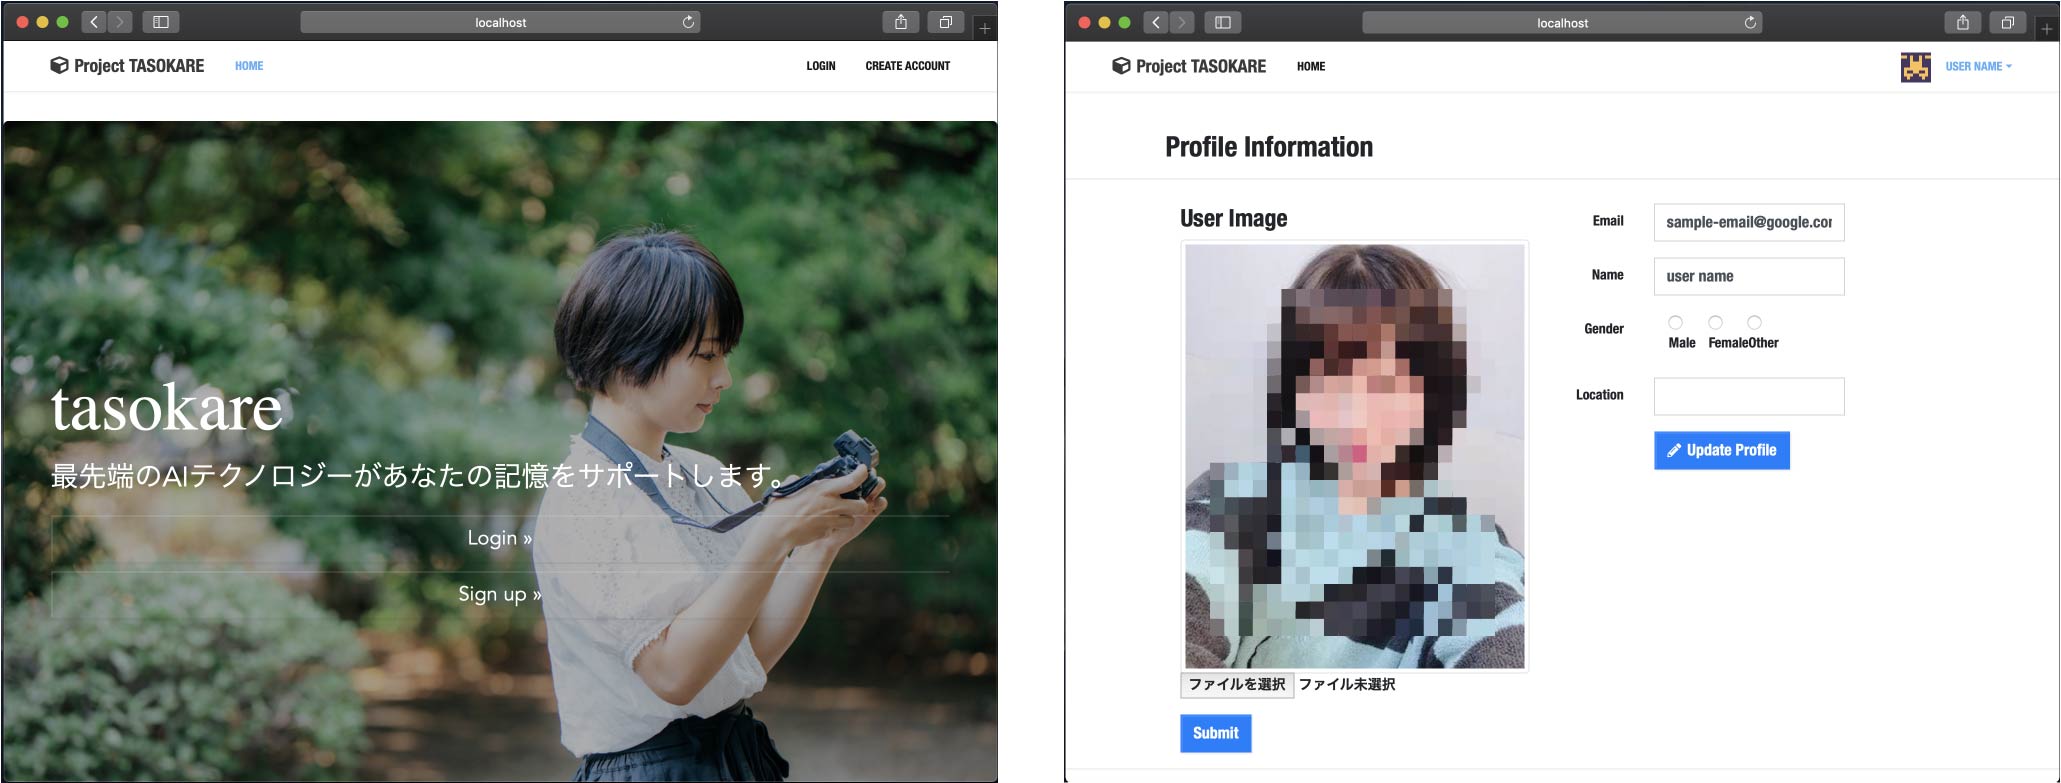 localhost
Project TASOKARE
HOME
LOGIN
CREATE ACCOUNT
tasokare
最先端のAIテクノロジーがあなたの記憶をサポートします。
Login »
Sign up »
localhost
Project TASOKARE
HOME
USER NAME
Profile Information
User Image
ファイルを選択 ファイル未選択
Submit
Email
sample-email@google.cor
Name
user name
Gender
Male FemaleOther
Location
Update Profile